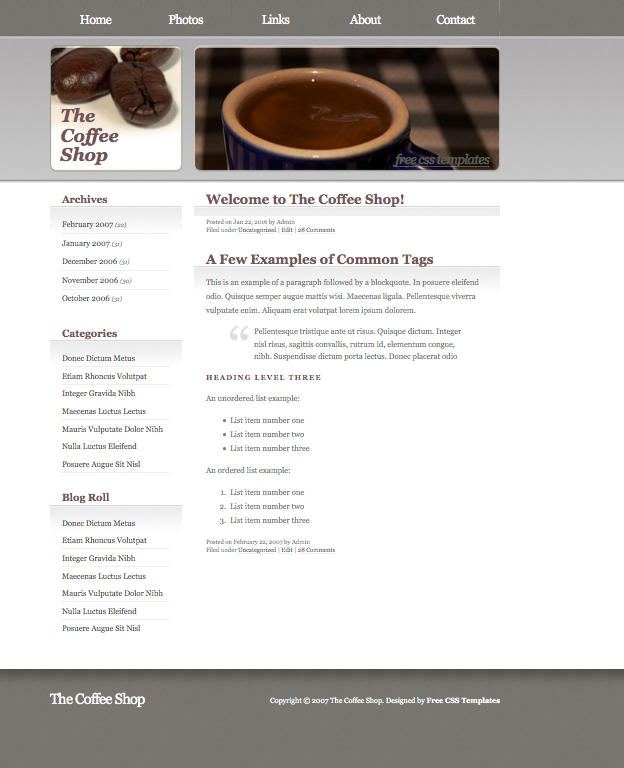 Home Photos Links About Contact
The
Coffee
Shop
free css templates
Archives
February 2007 (22)
January 2007 (31)
December 2006 (31)
November 2006 (30)
October 2006 (31)
Categories
Donec Dictum Metus
Etiam Rhoncus Volutpat
Integer Gravida Nibh
Maecenas Luctus Lectus
Mauris Vulputate Dolor Nibh
Nulla Luctus Eleifend
Posuere Augue Sit Nisl
Blog Roll
Donec Dictum Metus
Etiam Rhoncus Volutpat
Integer Gravida Nibh
Maecenas Luctus Lectus
Mauris Vulputate Dolor Nibh
Nulla Luctus Eleifend
Posuere Augue Sit Nisl
Welcome to The Coffee Shop!
Posted on Jan 22, 2016 by Admin
Filed under Uncategorized | Edit | 28 Comments
A Few Examples of Common Tags
This is an example of a paragraph followed by a blockquote. In posuere eleifend
odio. Quisque semper augue mattis wisi. Maecenas ligula. Pellentesque viverra
vulputate enim. Aliquam erat volutpat lorem ipsum dolorem.
“
Pellentesque tristique ante ut risus. Quisque dictum. Integer
nisl risus, sagittis convallis, rutrum id, elementum congue,
nibh. Suspendisse dictum porta lectus. Donec placerat odio
HEADING LEVEL THREE
An unordered list example:
• List item number one
• List item number two
• List item number three
An ordered list example:
1. List item number one
2. List item number two
3. List item number three
Posted on February 22, 2007 by Admin
Filed under Uncategorized | Edit | 28 Comments
The Coffee Shop
Copyright © 2007 The Coffee Shop. Designed by Free CSS Templates